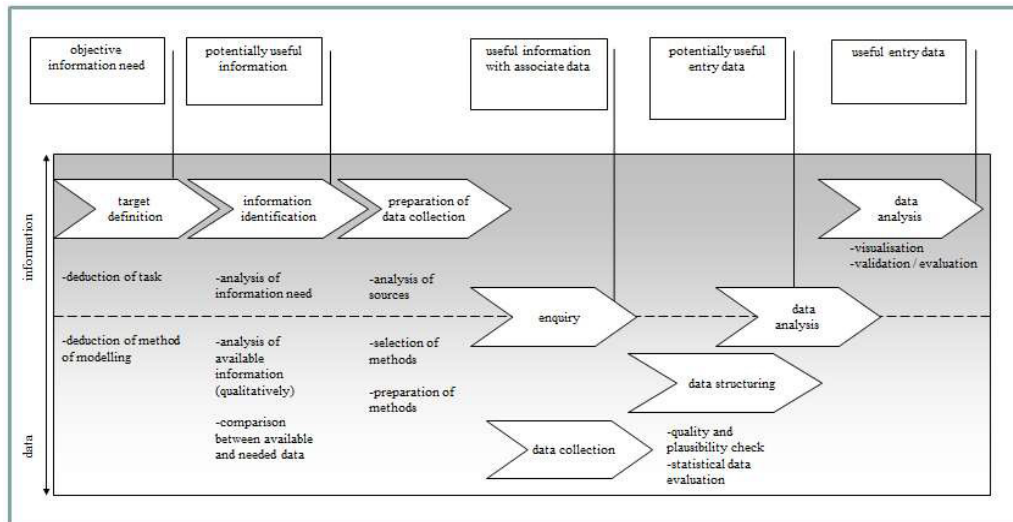 objective
information need
potentially useful
information
useful information
with associate data
potentially useful
entry data
useful entry data
information
data
target
definition
information
identification
preparation of
data collection
data
analysis
-deduction of task
-deduction of method
of modelling
-analysis of
information need
-analysis of
available
information
(qualitatively)
-comparison
between available
and needed data
-analysis of
sources
-selection of
methods
-preparation of
methods
-visualisation
-validation / evaluation
enquiry
data
analysis
data structuring
data collection
-quality and
plausibility check
-statistical data
evaluation